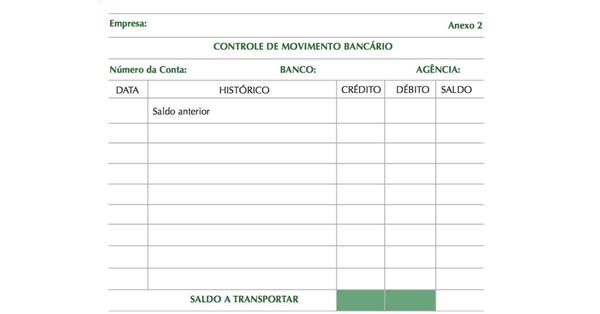 Empresa: Anexo 2
CONTROLE DE MOVIMENTO BANCÁRIO
Número da Conta: BANCO: AGÊNCIA:
DATA HISTÓRICO CRÉDITO DÉBITO SALDO
Saldo anterior
SALDO A TRANSPORTAR